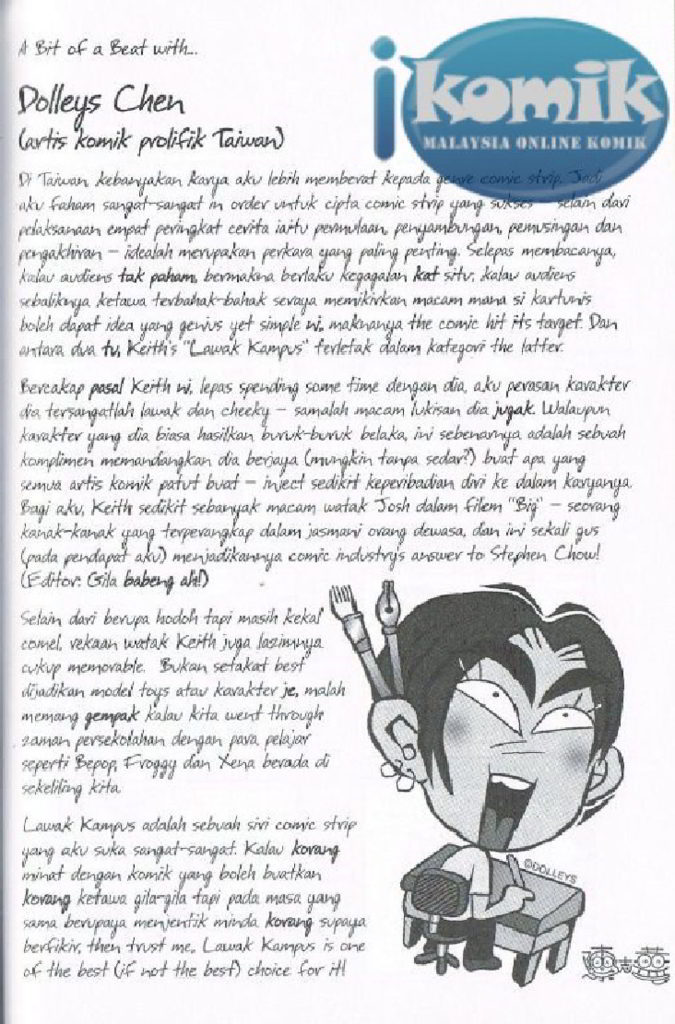 A Bit of a Beat with...
ikomik
MALAYSIA ONLINE KOMIK
Dolleys Chen
(artis komik prolifik Taiwan)
Di Taiwan kebanyakan karya aku lebih memberat kepada genre comic strip. Jadi
aku faham sangat-sangat in order untuk cipta comic strip yang sukses – selain dari
pelaksanaan empat peringkat cerita iaitu permulaan, penyambungan, pemusingan dan
pengakhiran – idealah merupakan perkara yang paling penting. Selepas membacanya,
kalau audiens tak paham, bermakna berlaku kegagalan kat situ; kalau audiens
sebaliknya ketawa terbahak-bahak seraya memikirkan macam mana si kartunis
boleh dapat idea yang genius yet simple ni, maknanya the comic hit its target. Dan
antara dua tu, Keith's "Lawak Kampus" terletak dalam kategori the latter.
Bercakap pasal Keith ni, lepas spending some time dengan dia, aku perasan karakter
dia tersangatlah lawak dan cheeky – samalah macam lukisan dia jugak. Walaupun
karakter yang dia biasa hasilkan buruk-buruk belaka, ini sebenarnya adalah sebuah
komplimen memandangkan dia berjaya (mungkin tanpa sedar?) buat apa yang
semua artis komik patut buat – inject sedikit keperibadian diri ke dalam karyanya.
Bagi aku, Keith sedikit sebanyak macam watak Josh dalam filem "Big" – seorang
kanak-kanak yang terperangkap dalam jasmani orang dewasa, dan ini sekali gus
(pada pendapat aku) menjadikannya comic industry's answer to Stephen Chow!
(Editor: Gila babeng ah!)
Selain dari berupa hodoh tapi masih kekal
comel, rekaan watak Keith juga lazimnya
cukup memorable. Bukan setakat best
dijadikan model toys atau karakter je, malah
memang gempak kalau kita went through
zaman persekolahan dengan para pelajar
seperti Bepop, Froggy dan Xena berada di
sekeliling kita.
Lawak Kampus adalah sebuah siri comic strip
yang aku suka sangat-sangat. Kalau korang
minat dengan komik yang boleh buatkan
korang ketawa gila-gila tapi pada masa yang
sama berupaya menjentik minda korang supaya
berfikir, then trust me, Lawak Kampus is one
of the best (if not the best) choice for it!
©DOLLEYS